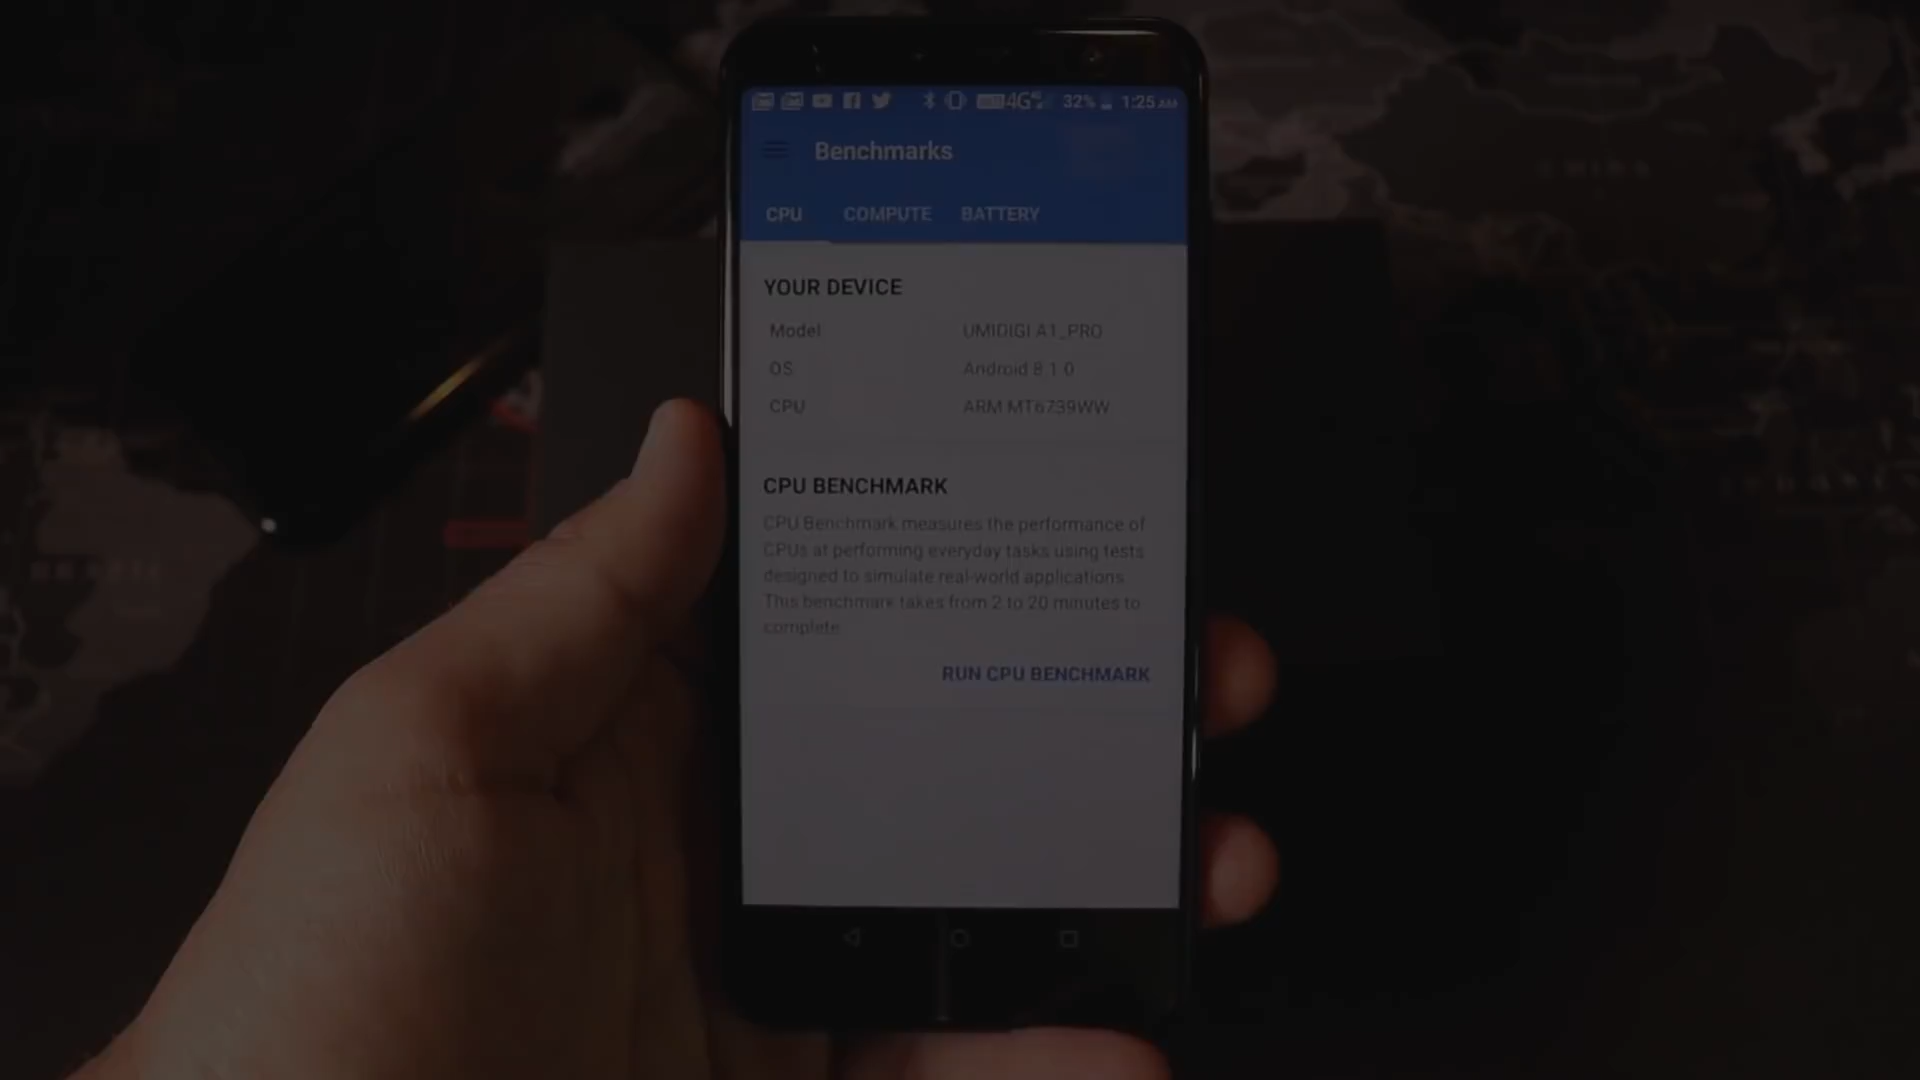 4G 32% 1:25 AM
Benchmarks
CPU COMPUTE BATTERY
YOUR DEVICE
Model UMIDIGI A1_PRO
OS Android 8.1.0
CPU ARM MT6739WW
CPU BENCHMARK
CPU Benchmark measures the performance of
CPUs at performing everyday tasks using tests
designed to simulate real-world applications.
This benchmark takes from 2 to 20 minutes to
complete.
RUN CPU BENCHMARK
BRAZIL